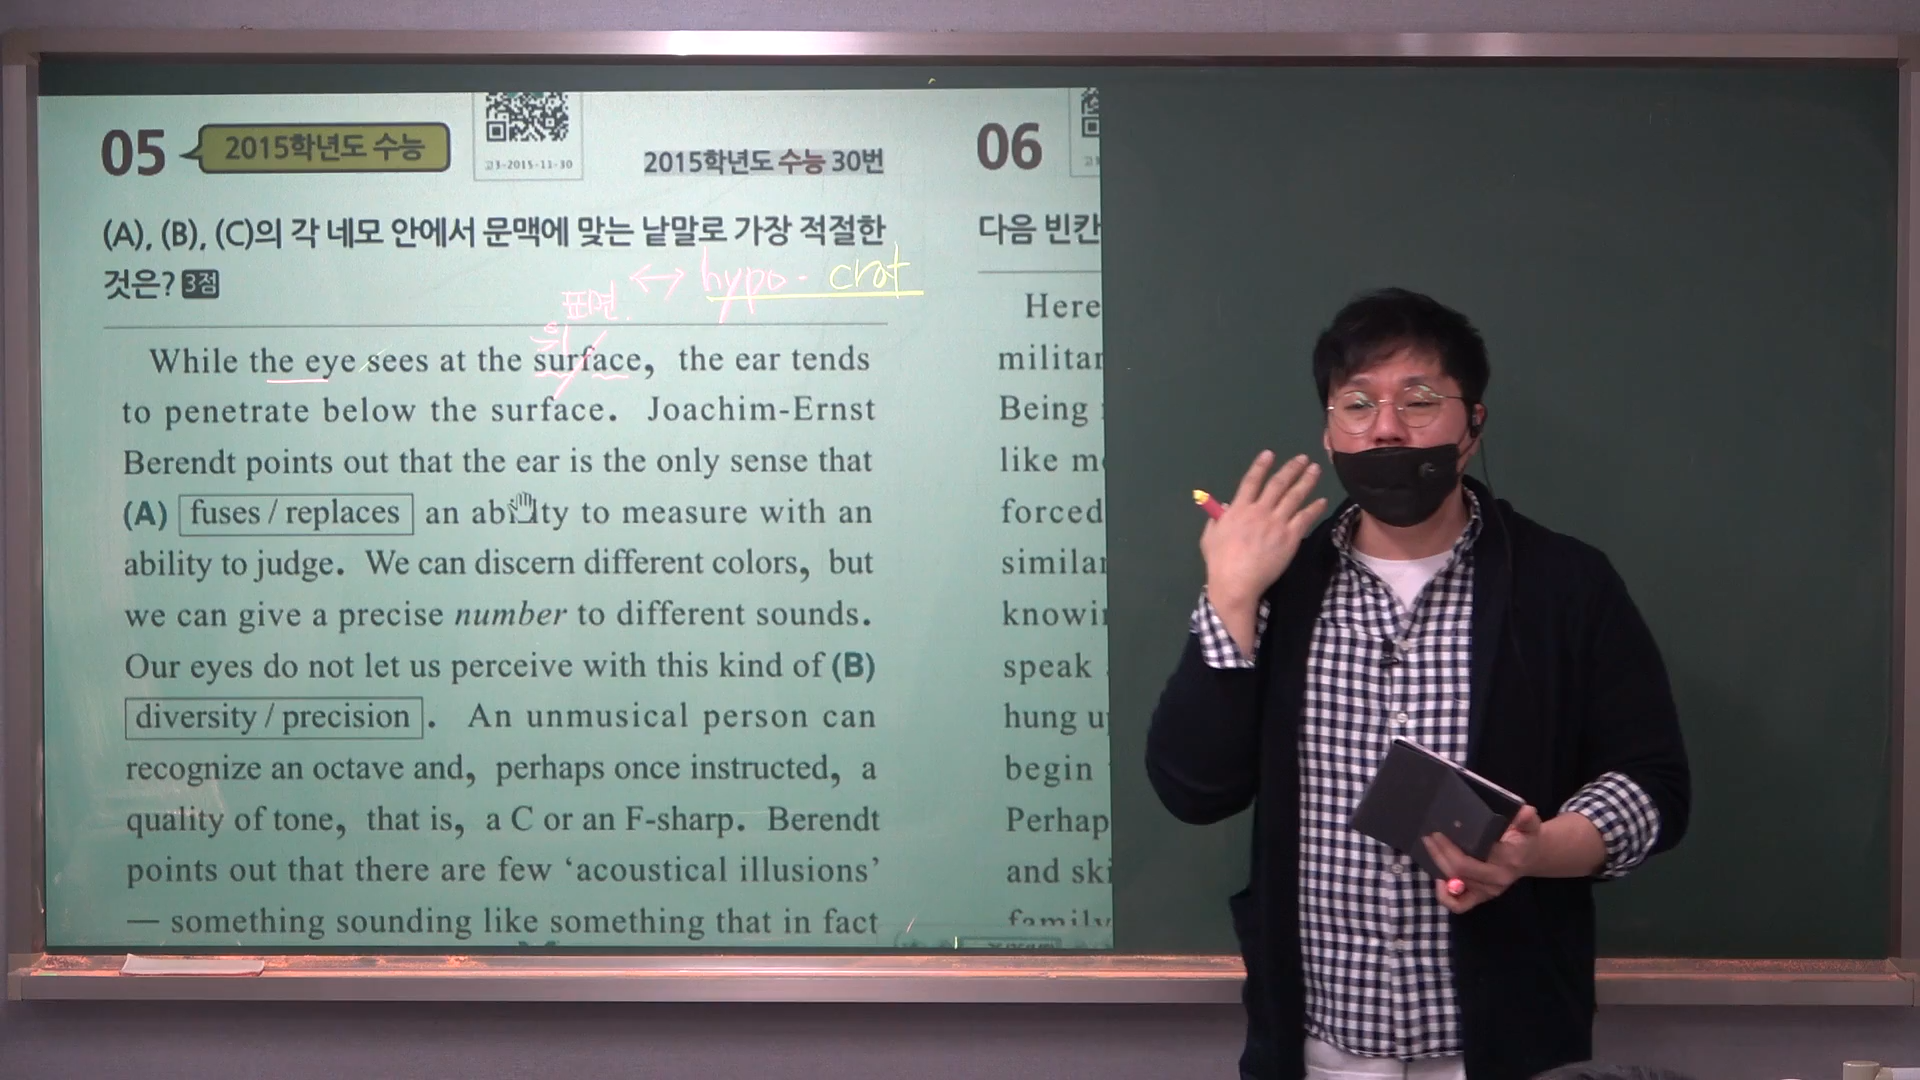 05 2015학년도 수능
고3-2015-11-30
2015학년도 수능 30번
(A), (B), (C)의 각 네모 안에서 문맥에 맞는 낱말로 가장 적절한
것은? 3점
↔ hypo- crat
표면
위
While the eye sees at the surface, the ear tends
to penetrate below the surface. Joachim-Ernst
Berendt points out that the ear is the only sense that
(A) fuses / replaces an ability to measure with an
ability to judge. We can discern different colors, but
we can give a precise number to different sounds.
Our eyes do not let us perceive with this kind of (B)
diversity / precision . An unmusical person can
recognize an octave and, perhaps once instructed, a
quality of tone, that is, a C or an F-sharp. Berendt
points out that there are few ‘acoustical illusions’
— something sounding like something that in fact
06
고
다음 빈칸
Here
militar
Being
like m
forced
similar
knowi
speak
hung u
begin
Perhap
and ski
family